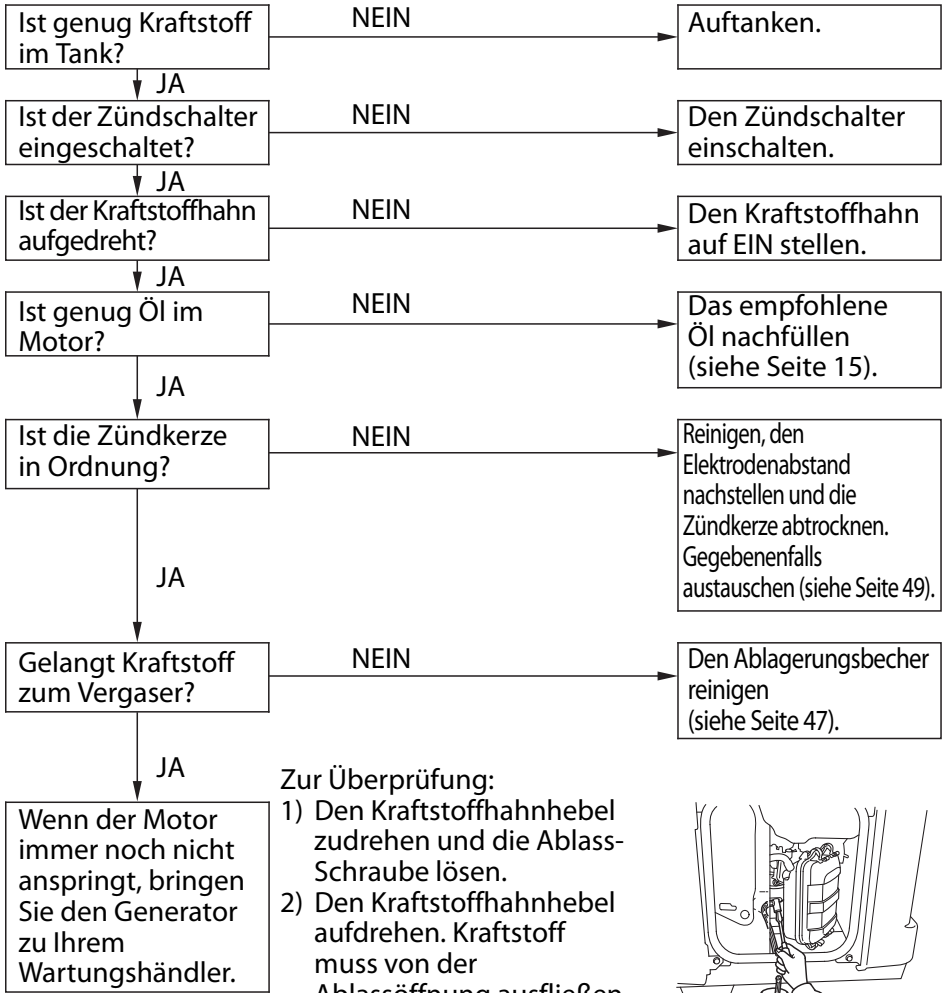 Ist genug Kraftstoff
im Tank?
NEIN
Auftanken.
JA
Ist der Zündschalter
eingeschaltet?
NEIN
Den Zündschalter
einschalten.
JA
Ist der Kraftstoffhahn
aufgedreht?
NEIN
Den Kraftstoffhahn
auf EIN stellen.
JA
Ist genug Öl im
Motor?
NEIN
Das empfohlene
Öl nachfüllen
(siehe Seite 15).
JA
Ist die Zündkerze
in Ordnung?
NEIN
Reinigen, den
Elektrodenabstand
nachstellen und die
Zündkerze abtrocknen.
Gegebenenfalls
austauschen (siehe Seite 49).
JA
Gelangt Kraftstoff
zum Vergaser?
NEIN
Den Ablagerungsbecher
reinigen
(siehe Seite 47).
JA
Wenn der Motor
immer noch nicht
anspringt, bringen
Sie den Generator
zu Ihrem
Wartungshändler.
Zur Überprüfung:
1) Den Kraftstoffhahnhebel
zudrehen und die Ablass-
Schraube lösen.
2) Den Kraftstoffhahnhebel
aufdrehen. Kraftstoff
muss von der
Ablassöffnung ausfließen